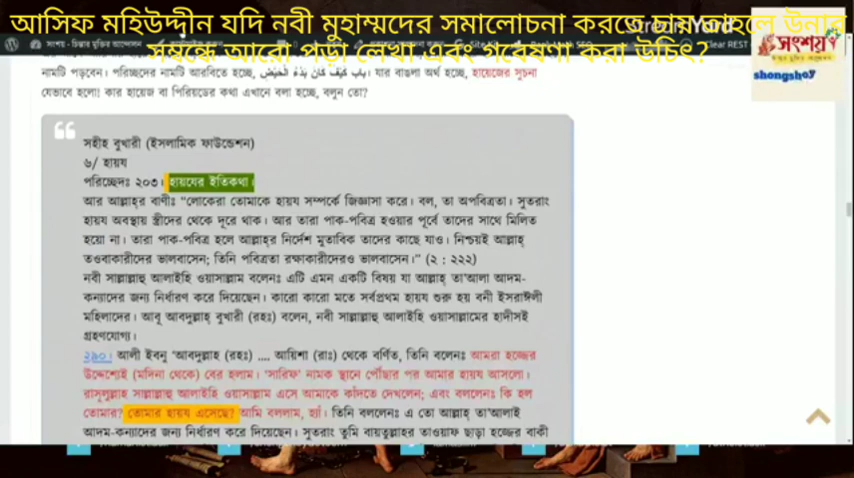 আসিফ মহিউদ্দীন যদি নবী মুহাম্মদের সমালোচনা করতে চায় তাহলে উনার
সম্বন্ধে আরো পড়া লেখা এবং গবেষণা করা উচিৎ?
সংশয় - চিন্তার মুক্তির আন্দোলন
সংশয়
shongshoy
নামটি পড়বেন। পরিচ্ছেদের নামটি আরবিতে হচ্ছে, باب كَيْفَ كَانَ بَدْءُ الْحَيْضِ। যার বাঙলা অর্থ হচ্ছে, হায়েজের সুচনা
যেভাবে হলো! কার হায়েজ বা পিরিয়ডের কথা এখানে বলা হচ্ছে, বলুন তো?
সহীহ বুখারী (ইসলামিক ফাউন্ডেশন)
৬/ হায়য
পরিচ্ছেদঃ ২০৩। হায়যের ইতিকথা।
আর আল্লাহ্‌র বাণীঃ “লোকেরা তোমাকে হায়য সম্পর্কে জিজ্ঞাসা করে। বল, তা অপবিত্রতা। সুতরাং
হায়য অবস্থায় স্ত্রীদের থেকে দূরে থাক। আর তারা পাক-পবিত্র হওয়ার পূর্বে তাদের সাথে মিলিত
হয়ো না। তারা পাক-পবিত্র হলে আল্লাহ্‌র নির্দেশ মুতাবিক তাদের কাছে যাও। নিশ্চয়ই আল্লাহ্‌
তওবাকারীদের ভালবাসেন; তিনি পবিত্রতা রক্ষাকারীদেরও ভালবাসেন।” (২ : ২২২)
নবী সাল্লাল্লাহু আলাইহি ওয়াসাল্লাম বলেনঃ এটি এমন একটি বিষয় যা আল্লাহ্‌ তা'আলা আদম-
কন্যাদের জন্য নির্ধারণ করে দিয়েছেন। কারো কারো মতে সর্বপ্রথম হায়য শুরু হয় বনী ইসরাঈলী
মহিলাদের। আবূ আবদুল্লাহ্‌ বুখারী (রহঃ) বলেন, নবী সাল্লাল্লাহু আলাইহি ওয়াসাল্লামের হাদীসই
গ্রহণযোগ্য।
২৯০। আলী ইবনু ‘আবদুল্লাহ (রহঃ) .... আয়িশা (রাঃ) থেকে বর্ণিত, তিনি বলেনঃ আমরা হজ্জের
উদ্দেশ্যেই (মদিনা থেকে) বের হলাম। ‘সারিফ’ নামক স্থানে পৌঁছার পর আমার হায়য আসলো।
রাসূলুল্লাহ সাল্লাল্লাহু আলাইহি ওয়াসাল্লাম এসে আমাকে কাঁদতে দেখলেন; এবং বললেনঃ কি হল
তোমার? তোমার হায়য এসেছে? আমি বললাম, হ্যাঁ। তিনি বললেনঃ এ তো আল্লাহ্‌ তা'আলাই
আদম-কন্যাদের জন্য নির্ধারণ করে দিয়েছেন। সুতরাং তুমি বায়তুল্লাহর তাওয়াফ ছাড়া হজ্জের বাকী